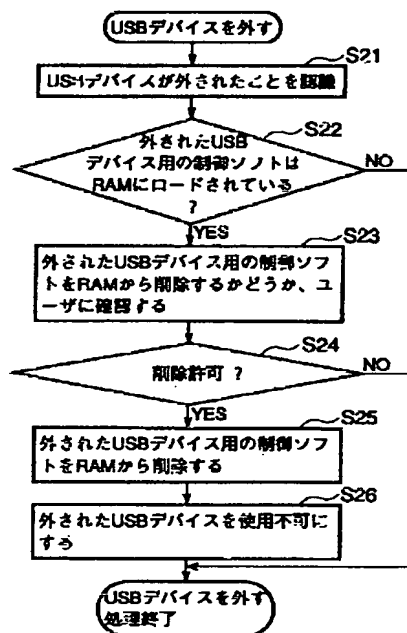 USBデバイスを外す
S21
USBデバイスが外されたことを認識
S22
外されたUSB
デバイス用の制御ソフトは
RAMにロードされている
?
NO
YES
S23
外されたUSBデバイス用の制御ソフ
トをRAMから削除するかどうか、ユ
ーザに確認する
S24
削除許可 ?
NO
YES
S25
外されたUSBデバイス用の制御ソフ
トをRAMから削除する
S26
外されたUSBデバイスを使用不可に
する
USBデバイスを外す
処理終了